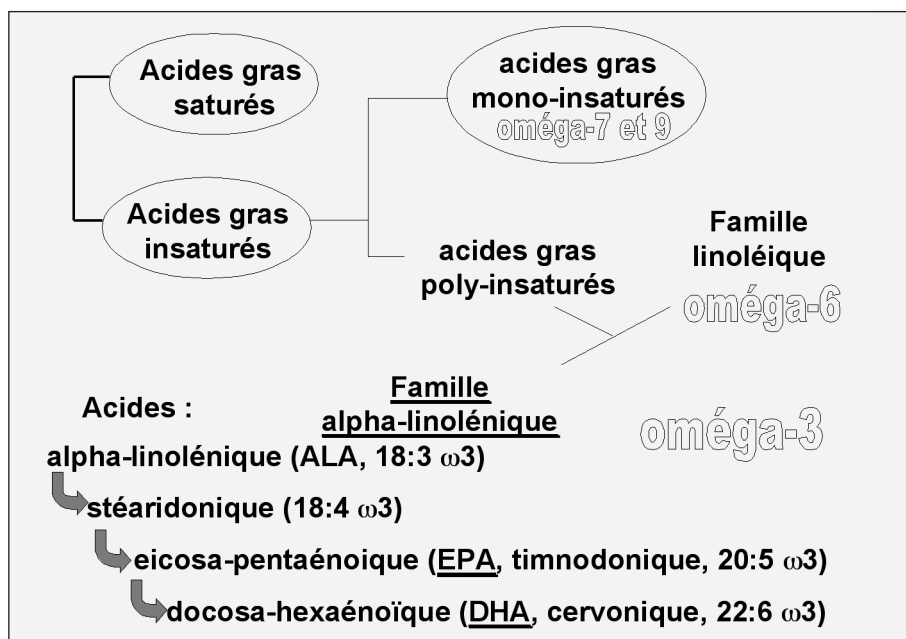 Acides gras
saturés
acides gras
mono-insaturés
oméga-7 et 9
Acides gras
insaturés
acides gras
poly-insaturés
Famille
linoléique
oméga-6
Famille
alpha-linolénique
oméga-3
Acides :
alpha-linolénique (ALA, 18:3 ω3)
stéaridonique (18:4 ω3)
eicosa-pentaénoique (EPA, timnodonique, 20:5 ω3)
docosa-hexaénoïque (DHA, cervonique, 22:6 ω3)